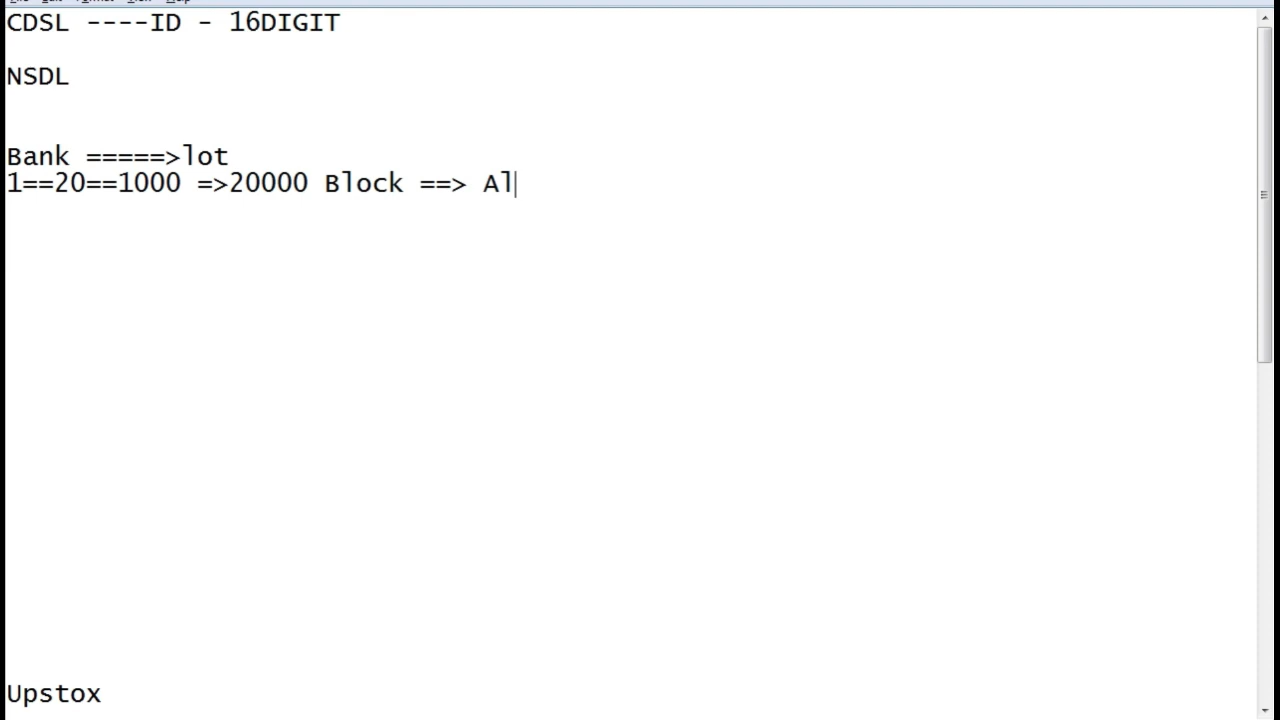 CDSL ----ID - 16DIGIT
NSDL
Bank =====>lot
1==20==1000 =>20000 Block ==> Al
Upstox